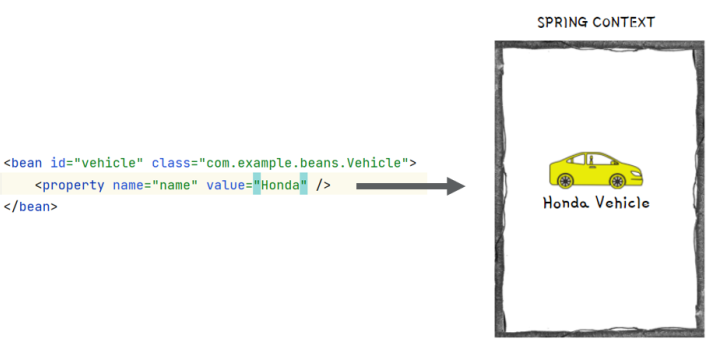 SPRING CONTEXT
<bean id="vehicle" class="com.example.beans.Vehicle">
    <property name="name" value="Honda" />
</bean>
Honda Vehicle